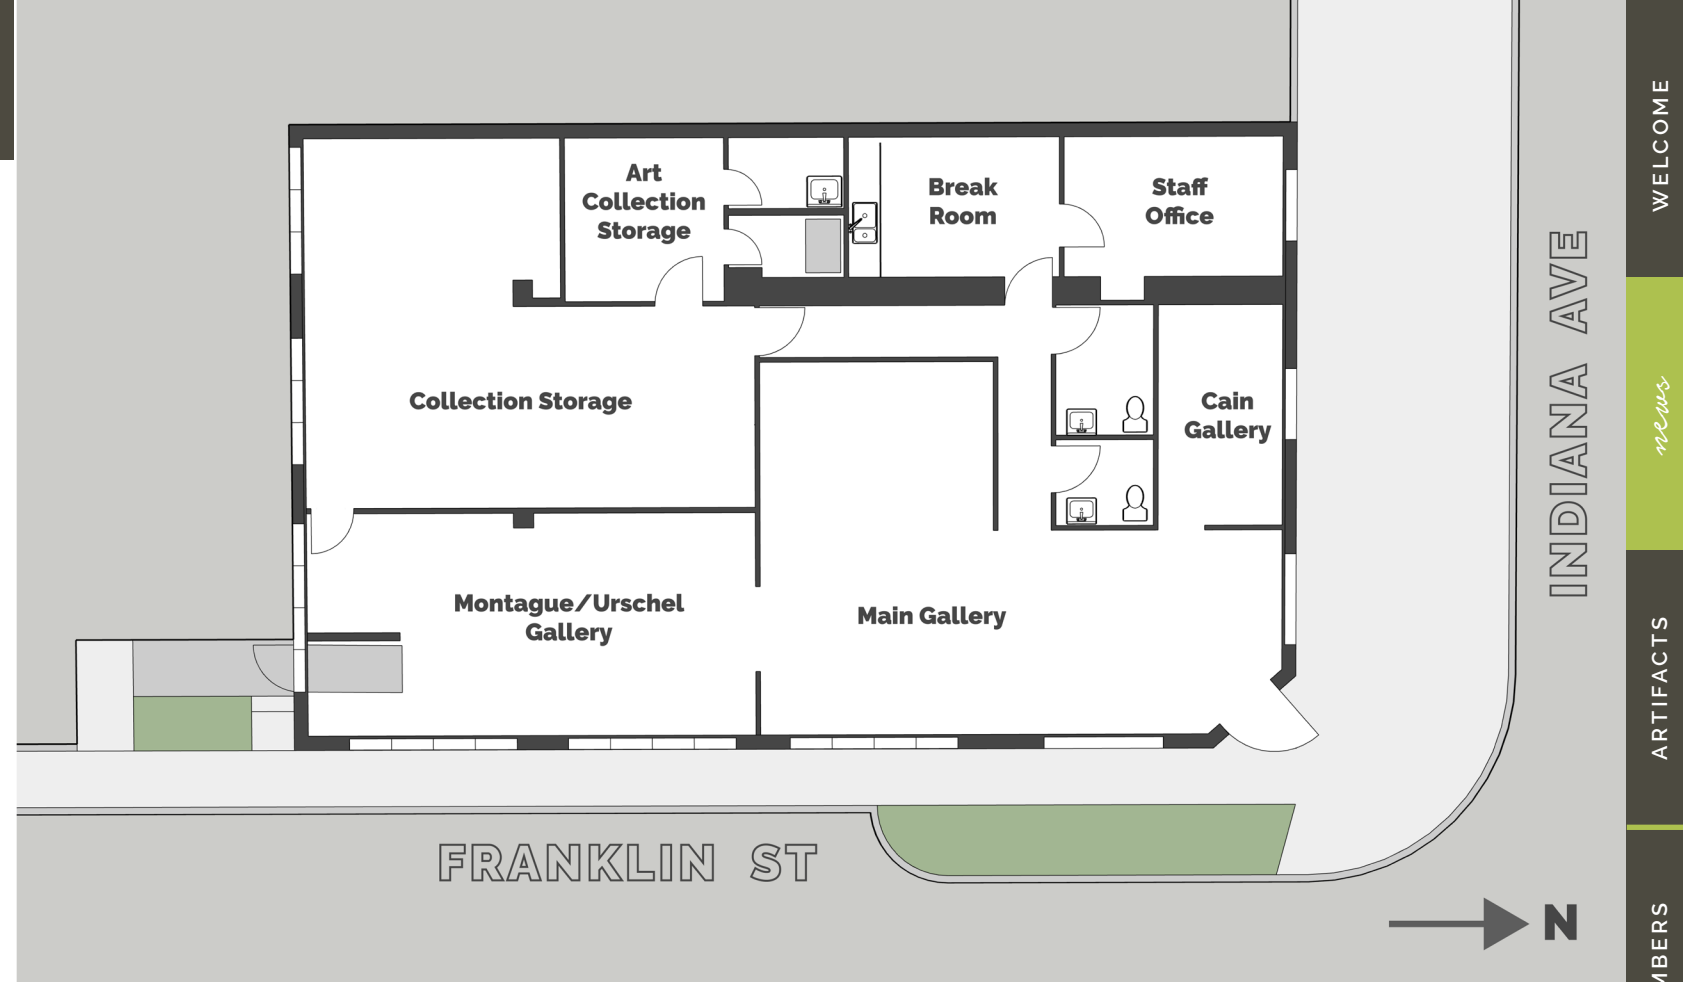 Art
Collection
Storage
Break
Room
Staff
Office
Collection Storage
Cain
Gallery
Montague/Urschel
Gallery
Main Gallery
FRANKLIN ST
INDIANA AVE
N
WELCOME
news
ARTIFACTS
MBERS